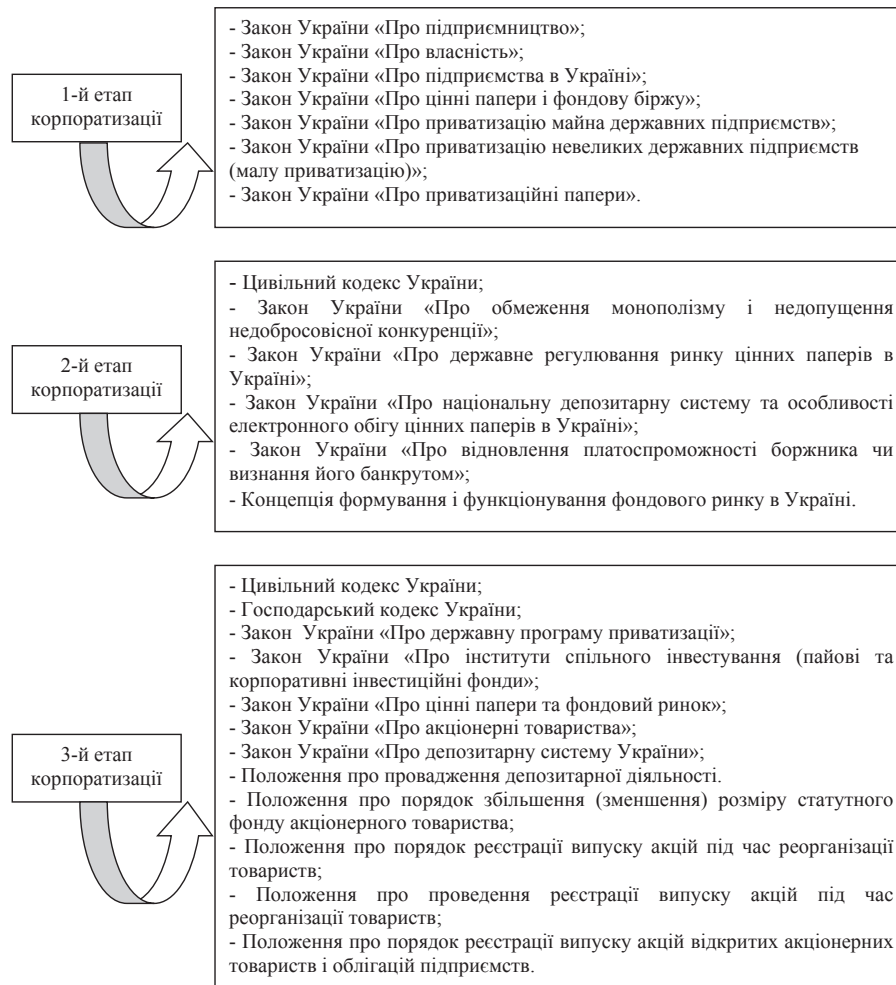 1-й етап
корпоратизації
- Закон України «Про підприємництво»;
- Закон України «Про власність»;
- Закон України «Про підприємства в Україні»;
- Закон України «Про цінні папери і фондову біржу»;
- Закон України «Про приватизацію майна державних підприємств»;
- Закон України «Про приватизацію невеликих державних підприємств
(малу приватизацію)»;
- Закон України «Про приватизаційні папери».
2-й етап
корпоратизації
- Цивільний кодекс України;
- Закон України «Про обмеження монополізму і недопущення
недобросовісної конкуренції»;
- Закон України «Про державне регулювання ринку цінних паперів в
Україні»;
- Закон України «Про національну депозитарну систему та особливості
електронного обігу цінних паперів в Україні»;
- Закон України «Про відновлення платоспроможності боржника чи
визнання його банкрутом»;
- Концепція формування і функціонування фондового ринку в Україні.
3-й етап
корпоратизації
- Цивільний кодекс України;
- Господарський кодекс України;
- Закон України «Про державну програму приватизації»;
- Закон України «Про інститути спільного інвестування (пайові та
корпоративні інвестиційні фонди»;
- Закон України «Про цінні папери та фондовий ринок»;
- Закон України «Про акціонерні товариства»;
- Закон України «Про депозитарну систему України»;
- Положення про провадження депозитарної діяльності.
- Положення про порядок збільшення (зменшення) розміру статутного
фонду акціонерного товариства;
- Положення про порядок реєстрації випуску акцій під час реорганізації
товариств;
- Положення про проведення реєстрації випуску акцій під час
реорганізації товариств;
- Положення про порядок реєстрації випуску акцій відкритих акціонерних
товариств і облігацій підприємств.